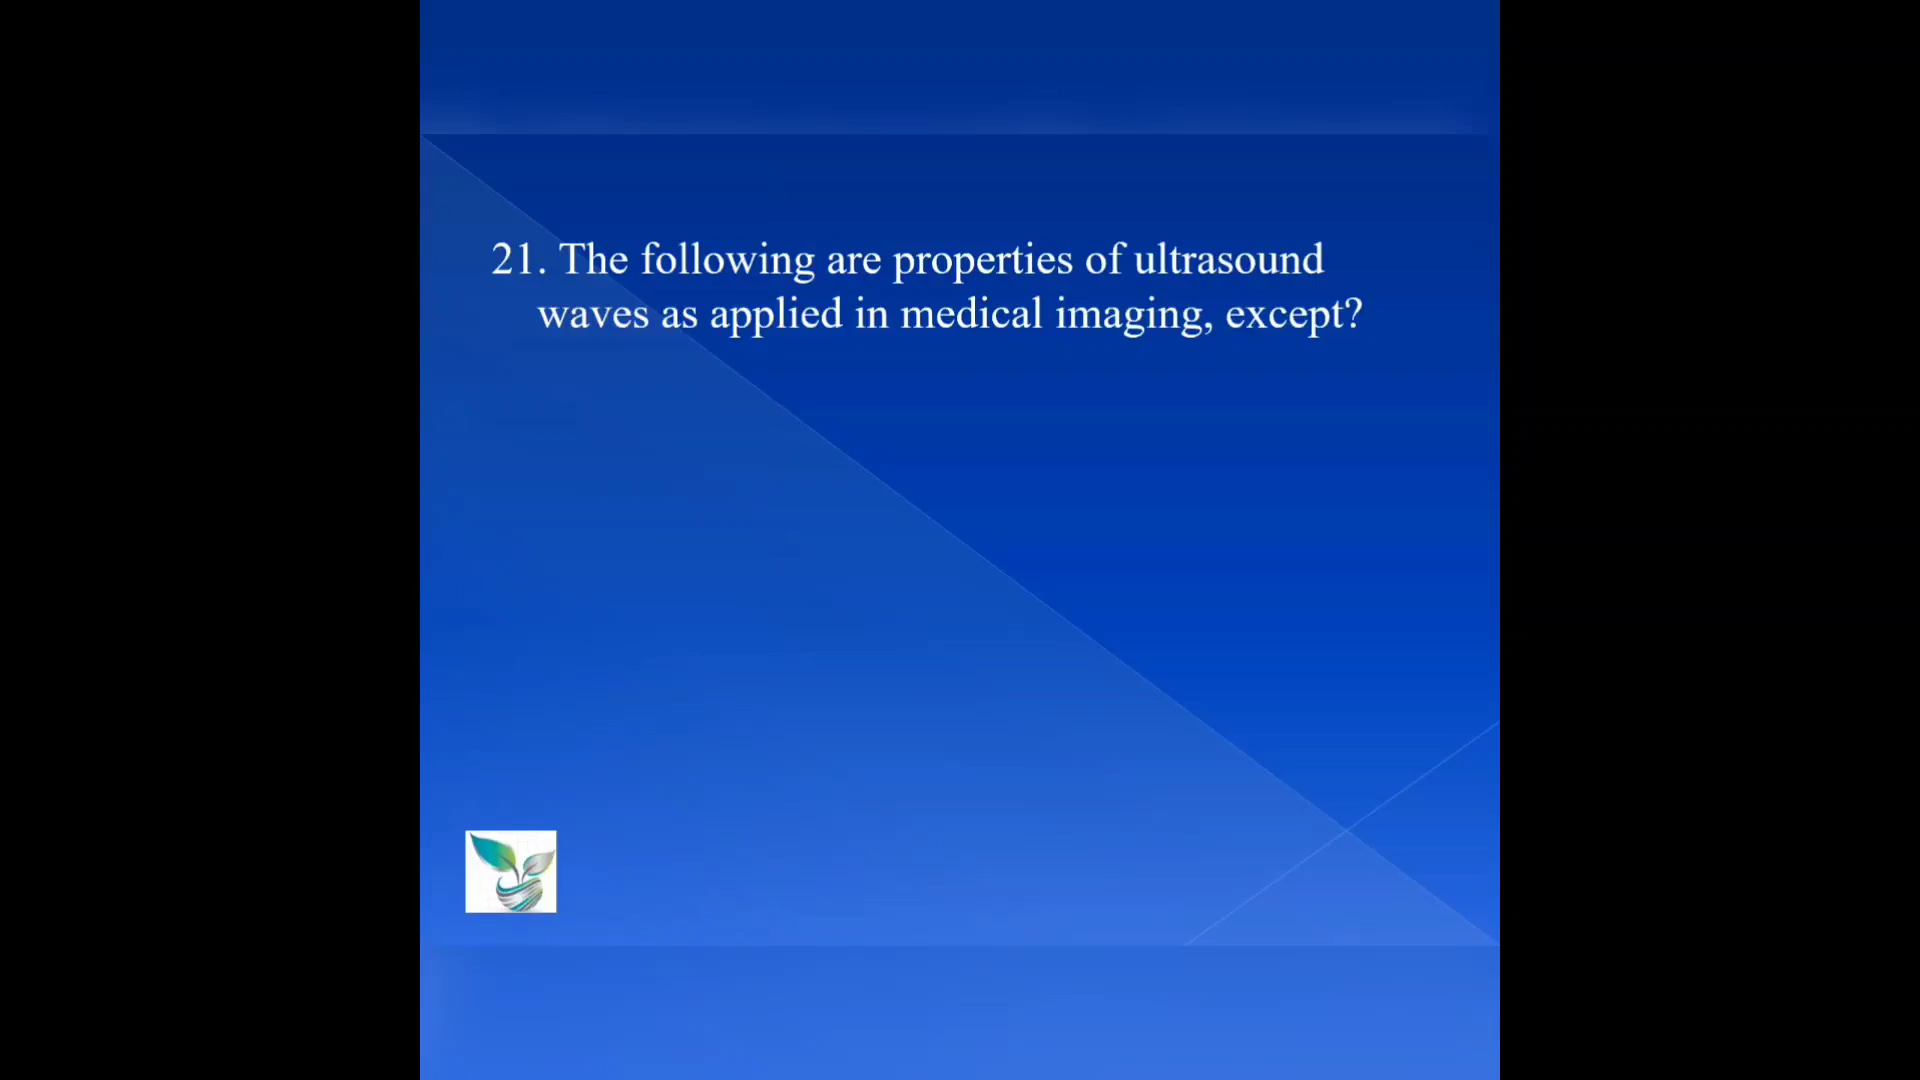 21. The following are properties of ultrasound
waves as applied in medical imaging, except?